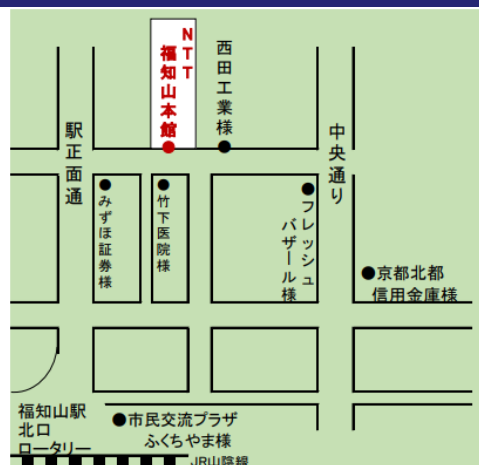 NTT
福知山本館
西田工業様
駅正面通
中央通り
●みずほ証券様
●竹下医院様
●フレッシュ
バザール様
●京都北都
信用金庫様
福知山駅
北口
ロータリー
●市民交流プラザ
ふくちやま様
JR山陰線